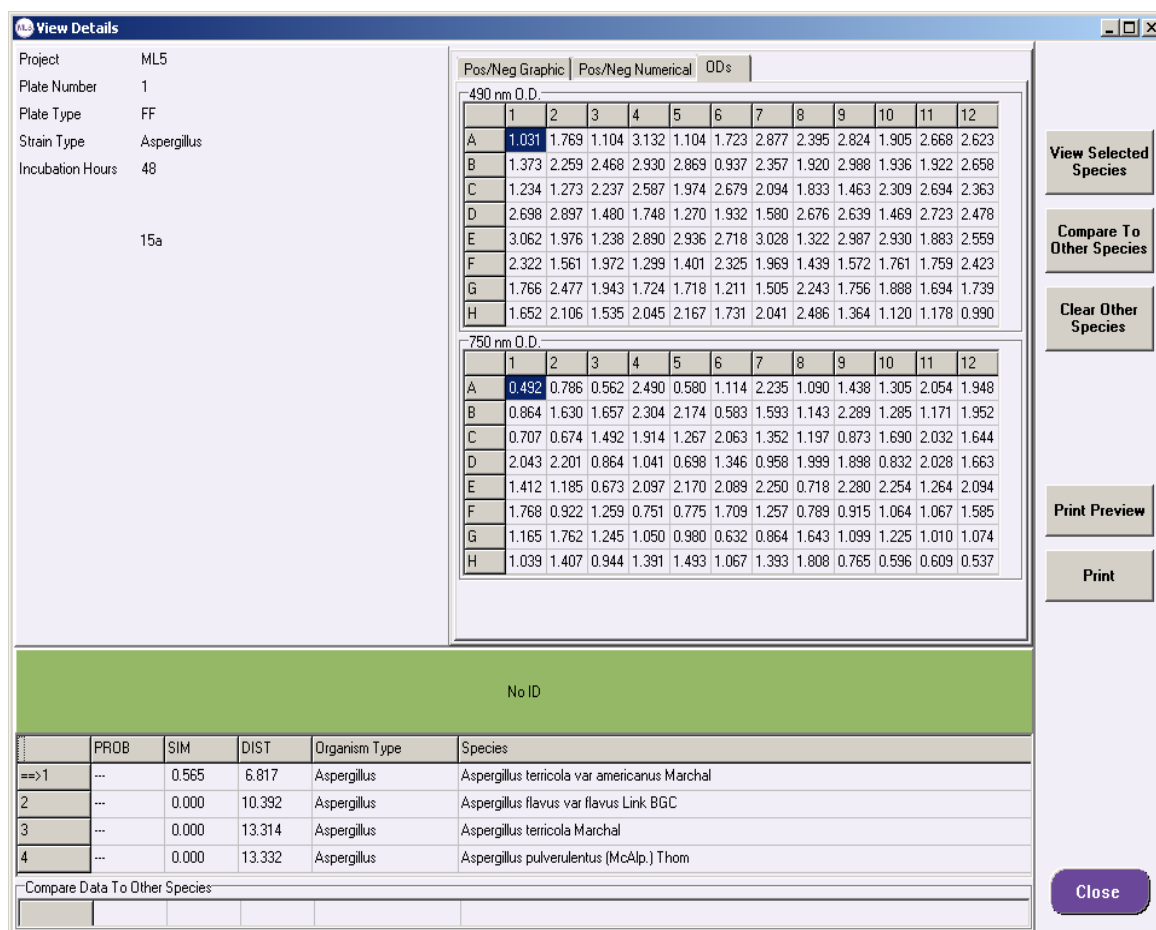 View Details
Project ML5
Plate Number 1
Plate Type FF
Strain Type Aspergillus
Incubation Hours 48
15a
Pos/Neg Graphic Pos/Neg Numerical ODs
490 nm O.D.
1 2 3 4 5 6 7 8 9 10 11 12
A 1.031 1.769 1.104 3.132 1.104 1.723 2.877 2.395 2.824 1.905 2.668 2.623
B 1.373 2.259 2.468 2.930 2.869 0.937 2.357 1.920 2.988 1.936 1.922 2.658
C 1.234 1.273 2.237 2.587 1.974 2.679 2.094 1.833 1.463 2.309 2.694 2.363
D 2.698 2.897 1.480 1.748 1.270 1.932 1.580 2.676 2.639 1.469 2.723 2.478
E 3.062 1.976 1.238 2.890 2.936 2.718 3.028 1.322 2.987 2.930 1.883 2.559
F 2.322 1.561 1.972 1.299 1.401 2.325 1.969 1.439 1.572 1.761 1.759 2.423
G 1.766 2.477 1.943 1.724 1.718 1.211 1.505 2.243 1.756 1.888 1.694 1.739
H 1.652 2.106 1.535 2.045 2.167 1.731 2.041 2.486 1.364 1.120 1.178 0.990
750 nm O.D.
1 2 3 4 5 6 7 8 9 10 11 12
A 0.492 0.786 0.562 2.490 0.580 1.114 2.235 1.090 1.438 1.305 2.054 1.948
B 0.864 1.630 1.657 2.304 2.174 0.583 1.593 1.143 2.289 1.285 1.171 1.952
C 0.707 0.674 1.492 1.914 1.267 2.063 1.352 1.197 0.873 1.690 2.032 1.644
D 2.043 2.201 0.864 1.041 0.698 1.346 0.958 1.999 1.898 0.832 2.028 1.663
E 1.412 1.185 0.673 2.097 2.170 2.089 2.250 0.718 2.280 2.254 1.264 2.094
F 1.768 0.922 1.259 0.751 0.775 1.709 1.257 0.789 0.915 1.064 1.067 1.585
G 1.165 1.762 1.245 1.050 0.980 0.632 0.864 1.643 1.099 1.225 1.010 1.074
H 1.039 1.407 0.944 1.391 1.493 1.067 1.393 1.808 0.765 0.596 0.609 0.537
View Selected
Species
Compare To
Other Species
Clear Other
Species
Print Preview
Print
No ID
PROB SIM DIST Organism Type Species
==>1 --- 0.565 6.817 Aspergillus Aspergillus terricola var americanus Marchal
2 --- 0.000 10.392 Aspergillus Aspergillus flavus var flavus Link BGC
3 --- 0.000 13.314 Aspergillus Aspergillus terricola Marchal
4 --- 0.000 13.332 Aspergillus Aspergillus pulverulentus (McAlp.) Thom
Compare Data To Other Species
Close